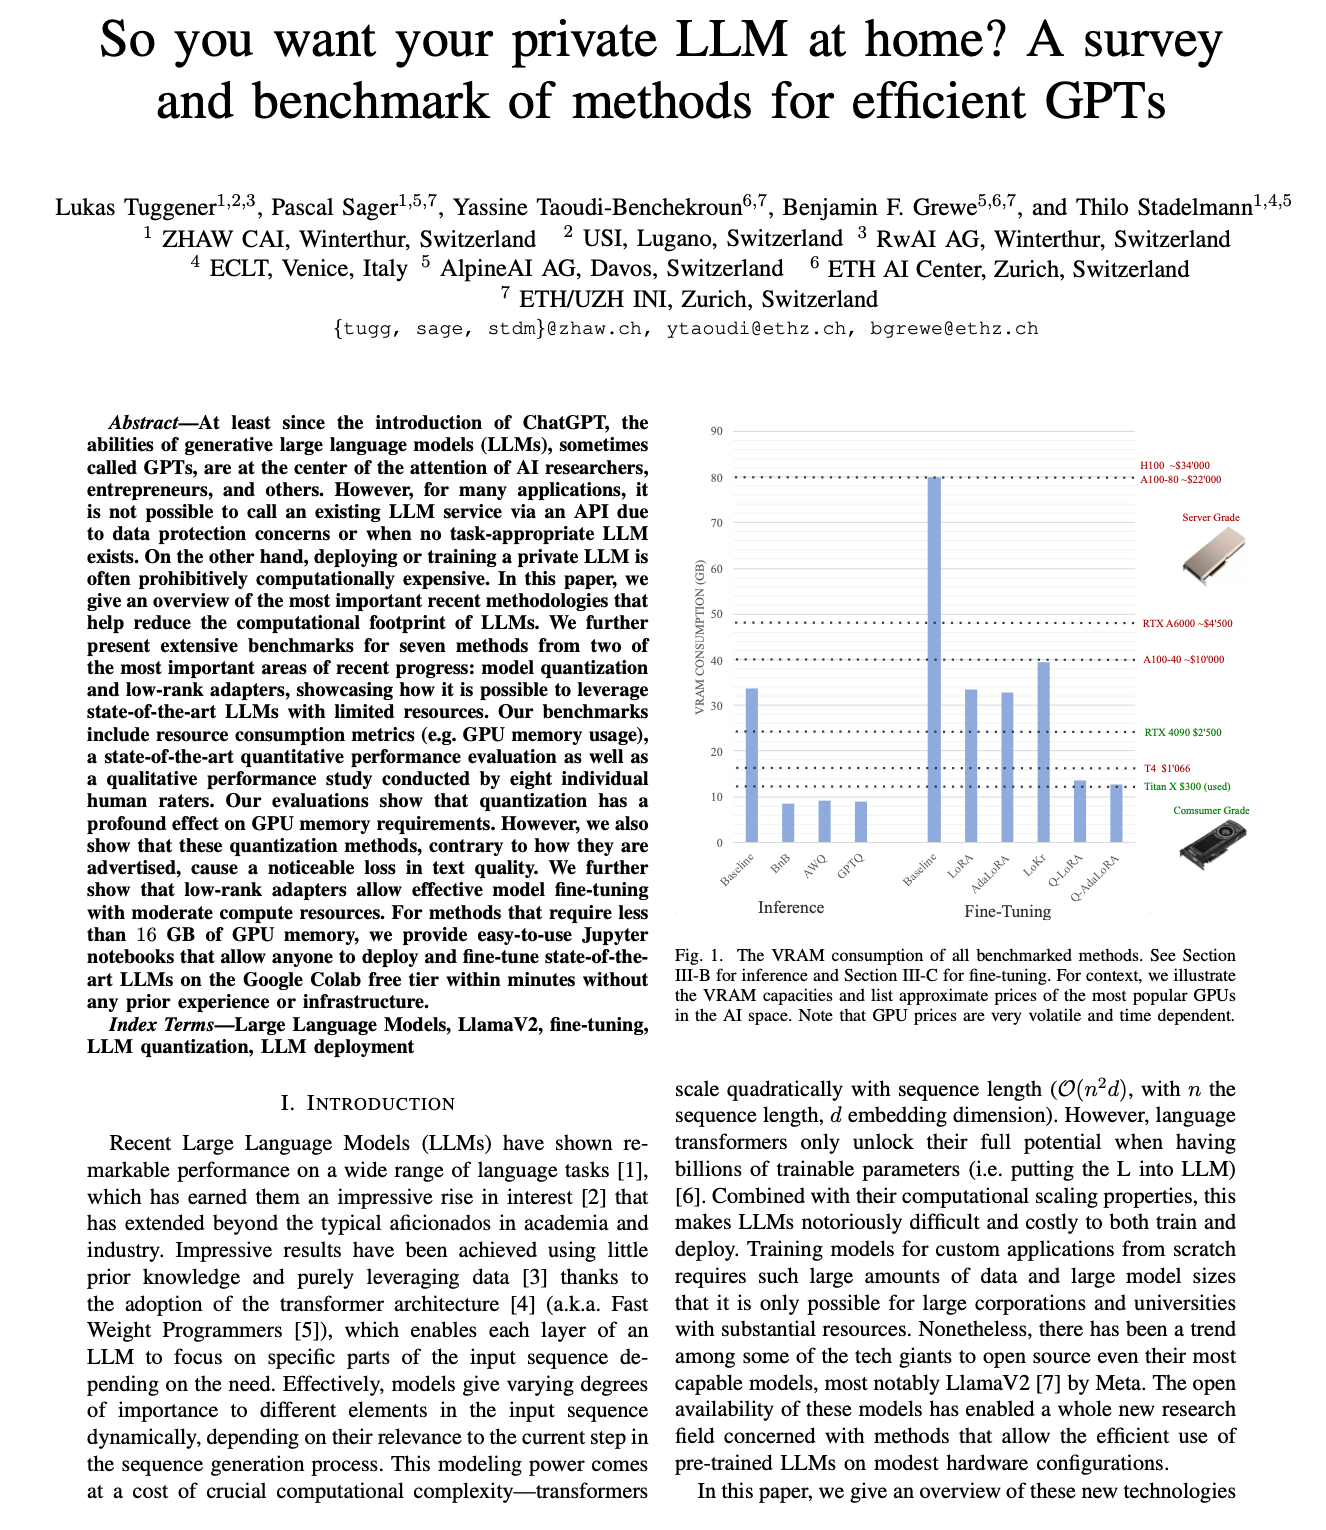 So you want your private LLM at home? A survey
and benchmark of methods for efficient GPTs
Lukas Tuggener1,2,3, Pascal Sager1,5,7, Yassine Taoudi-Benchekroun6,7, Benjamin F. Grewe5,6,7, and Thilo Stadelmann1,4,5
1 ZHAW CAI, Winterthur, Switzerland 2 USI, Lugano, Switzerland 3 RwAI AG, Winterthur, Switzerland
4 ECLT, Venice, Italy 5 AlpineAI AG, Davos, Switzerland 6 ETH AI Center, Zurich, Switzerland
7 ETH/UZH INI, Zurich, Switzerland
{tugg, sage, stdm}@zhaw.ch, ytaoudi@ethz.ch, bgrewe@ethz.ch
Abstract—At least since the introduction of ChatGPT, the
abilities of generative large language models (LLMs), sometimes
called GPTs, are at the center of the attention of AI researchers,
entrepreneurs, and others. However, for many applications, it
is not possible to call an existing LLM service via an API due
to data protection concerns or when no task-appropriate LLM
exists. On the other hand, deploying or training a private LLM is
often prohibitively computationally expensive. In this paper, we
give an overview of the most important recent methodologies that
help reduce the computational footprint of LLMs. We further
present extensive benchmarks for seven methods from two of
the most important areas of recent progress: model quantization
and low-rank adapters, showcasing how it is possible to leverage
state-of-the-art LLMs with limited resources. Our benchmarks
include resource consumption metrics (e.g. GPU memory usage),
a state-of-the-art quantitative performance evaluation as well as
a qualitative performance study conducted by eight individual
human raters. Our evaluations show that quantization has a
profound effect on GPU memory requirements. However, we also
show that these quantization methods, contrary to how they are
advertised, cause a noticeable loss in text quality. We further
show that low-rank adapters allow effective model fine-tuning
with moderate compute resources. For methods that require less
than 16 GB of GPU memory, we provide easy-to-use Jupyter
notebooks that allow anyone to deploy and fine-tune state-of-the-
art LLMs on the Google Colab free tier within minutes without
any prior experience or infrastructure.
Index Terms—Large Language Models, LlamaV2, fine-tuning,
LLM quantization, LLM deployment
I. INTRODUCTION
Recent Large Language Models (LLMs) have shown re-
markable performance on a wide range of language tasks [1],
which has earned them an impressive rise in interest [2] that
has extended beyond the typical aficionados in academia and
industry. Impressive results have been achieved using little
prior knowledge and purely leveraging data [3] thanks to
the adoption of the transformer architecture [4] (a.k.a. Fast
Weight Programmers [5]), which enables each layer of an
LLM to focus on specific parts of the input sequence de-
pending on the need. Effectively, models give varying degrees
of importance to different elements in the input sequence
dynamically, depending on their relevance to the current step in
the sequence generation process. This modeling power comes
at a cost of crucial computational complexity—transformers
VRAM CONSUMPTION (GB)
90
80
70
60
50
40
30
20
10
0
H100 ~$34'000
A100-80 ~$22'000
Server Grade
RTX A6000 ~$4'500
A100-40 ~$10'000
RTX 4090 $2'500
T4 $1'066
Titan X $300 (used)
Comsumer Grade
Baseline
BnB
AWQ
GPTQ
Baseline
LoRA
AdaLoRA
LoKr
Q-LoRA
Q-AdaLoRA
Inference
Fine-Tuning
Fig. 1. The VRAM consumption of all benchmarked methods. See Section
III-B for inference and Section III-C for fine-tuning. For context, we illustrate
the VRAM capacities and list approximate prices of the most popular GPUs
in the AI space. Note that GPU prices are very volatile and time dependent.
scale quadratically with sequence length (O(n²d), with n the
sequence length, d embedding dimension). However, language
transformers only unlock their full potential when having
billions of trainable parameters (i.e. putting the L into LLM)
[6]. Combined with their computational scaling properties, this
makes LLMs notoriously difficult and costly to both train and
deploy. Training models for custom applications from scratch
requires such large amounts of data and large model sizes
that it is only possible for large corporations and universities
with substantial resources. Nonetheless, there has been a trend
among some of the tech giants to open source even their most
capable models, most notably LlamaV2 [7] by Meta. The open
availability of these models has enabled a whole new research
field concerned with methods that allow the efficient use of
pre-trained LLMs on modest hardware configurations.
In this paper, we give an overview of these new technologies